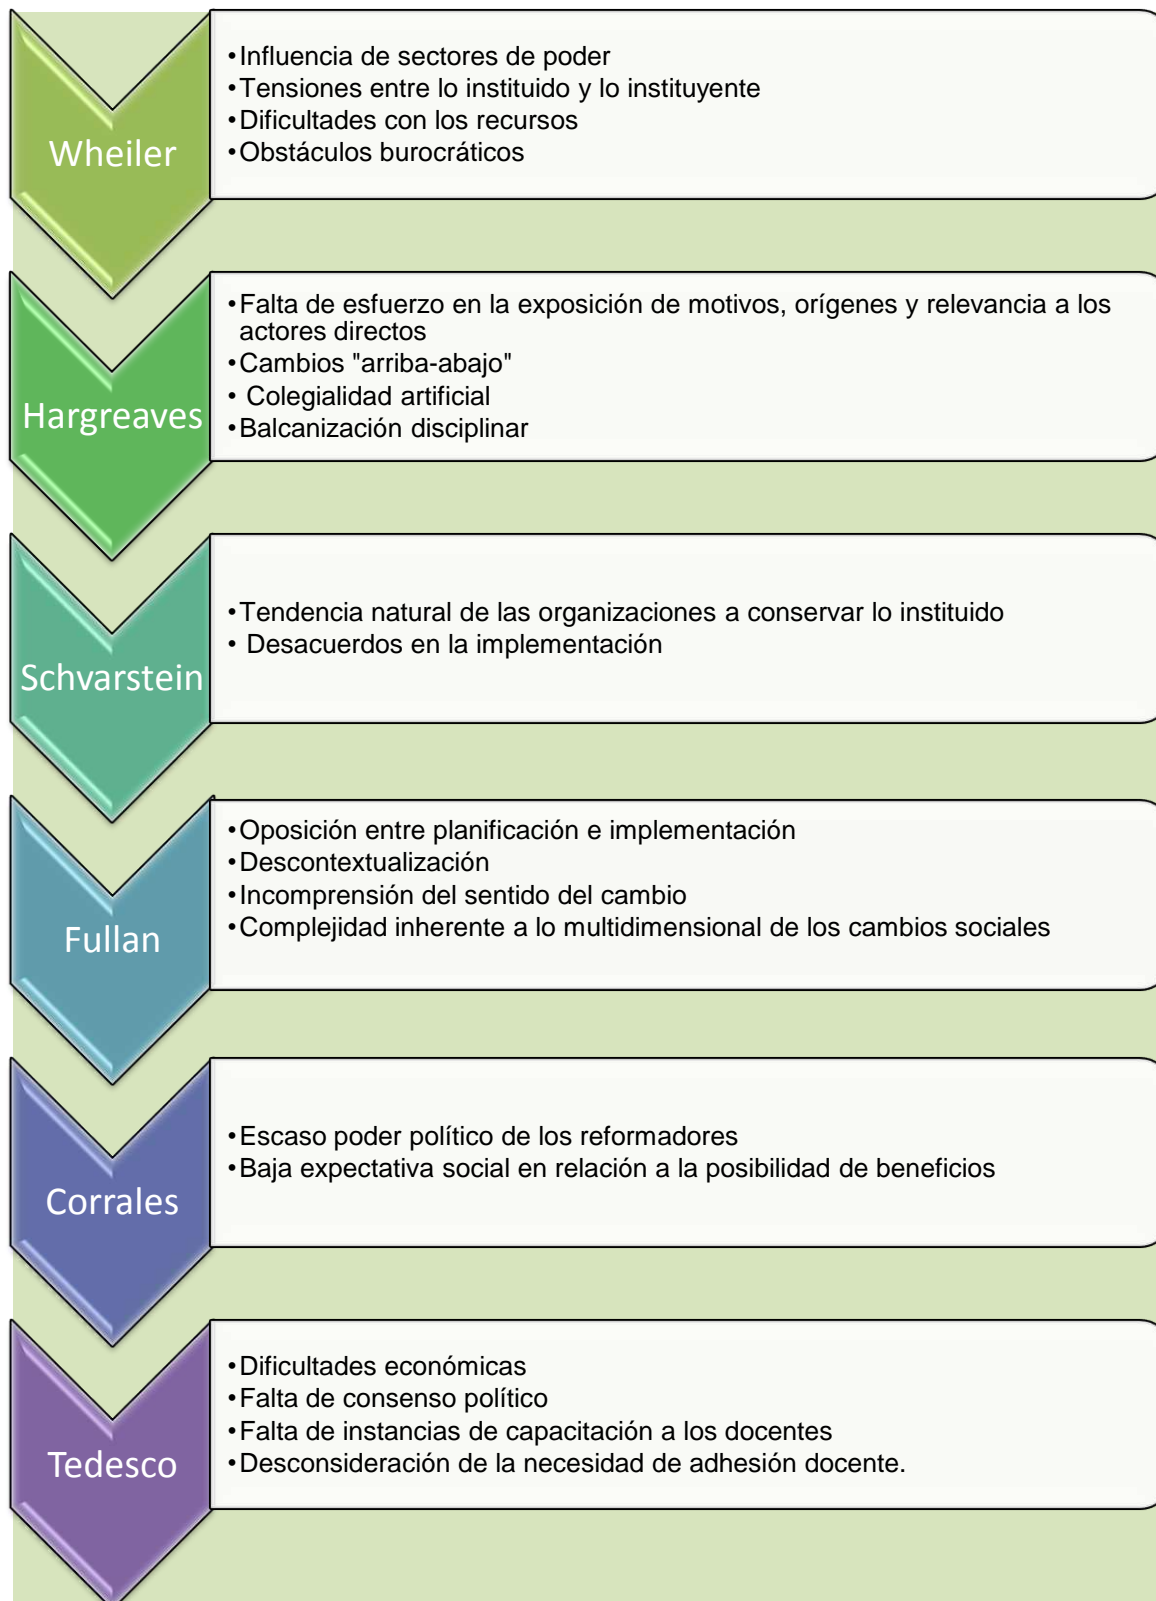 Wheiler
•Influencia de sectores de poder
•Tensiones entre lo instituido y lo instituyente
•Dificultades con los recursos
•Obstáculos burocráticos
Hargreaves
•Falta de esfuerzo en la exposición de motivos, orígenes y relevancia a los
actores directos
•Cambios "arriba-abajo"
• Colegialidad artificial
•Balcanización disciplinar
Schvarstein
•Tendencia natural de las organizaciones a conservar lo instituido
• Desacuerdos en la implementación
Fullan
•Oposición entre planificación e implementación
•Descontextualización
•Incomprensión del sentido del cambio
•Complejidad inherente a lo multidimensional de los cambios sociales
Corrales
•Escaso poder político de los reformadores
•Baja expectativa social en relación a la posibilidad de beneficios
Tedesco
•Dificultades económicas
•Falta de consenso político
•Falta de instancias de capacitación a los docentes
•Desconsideración de la necesidad de adhesión docente.